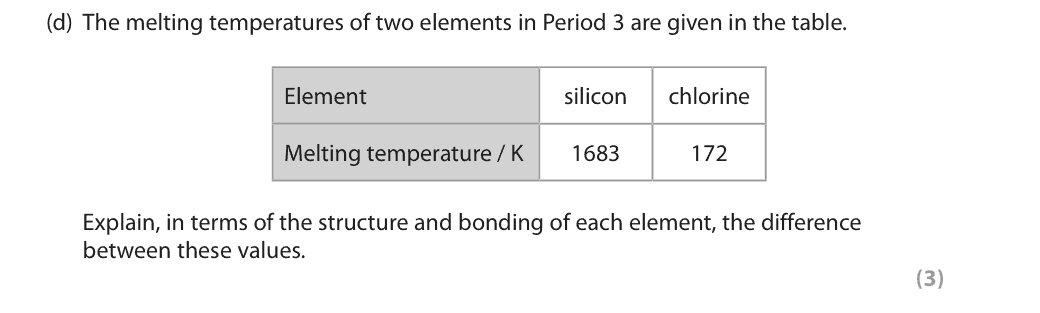 (d) The melting temperatures of two elements in Period 3 are given in the table.
Element silicon chlorine
Melting temperature / K 1683 172
Explain, in terms of the structure and bonding of each element, the difference
between these values.
(3)